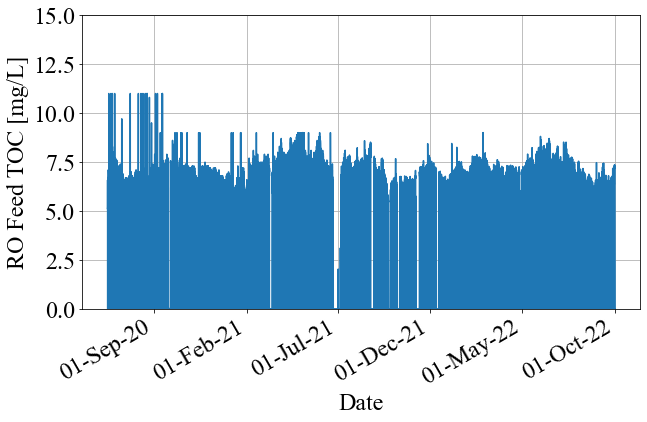 15.0
12.5
10.0
7.5
5.0
2.5
0.0
RO Feed TOC [mg/L]
01-Sep-20
01-Feb-21
01-Jul-21
01-Dec-21
01-May-22
01-Oct-22
Date